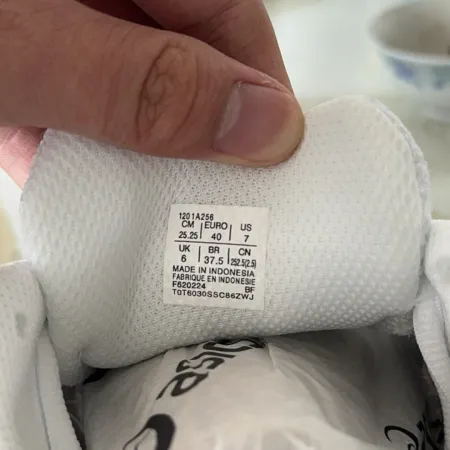 1201A256
CM | EURO | US
25.25 | 40 | 7
UK | BR | CN
6 | 37.5 | 252.5(2.5)
MADE IN INDONESIA
FABRIQUE EN INDONESIE
F620224 BF
T0T6030SSC86ZWJ
asics